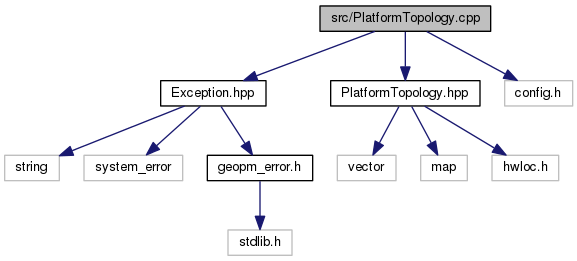 src/PlatformTopology.cpp
Exception.hpp
PlatformTopology.hpp
config.h
string
system_error
geopm_error.h
vector
map
hwloc.h
stdlib.h